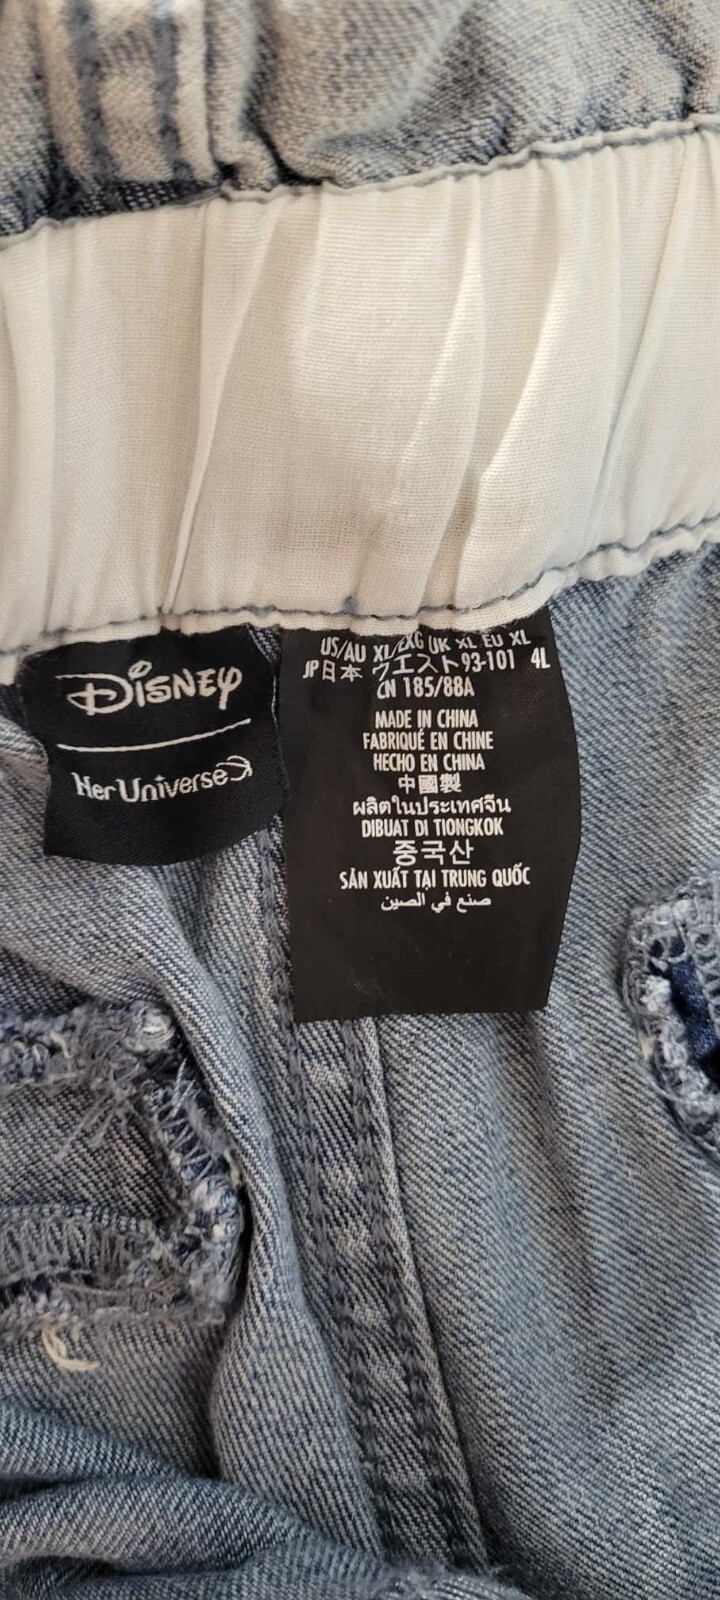 Disney
Her Universe
US/AU XL/EXG UK XL EU XL
JP日本 ウエスト93-101 4L
CN 185/88A
MADE IN CHINA
FABRIQUÉ EN CHINE
HECHO EN CHINA
中國製
ผลิตในประเทศจีน
DIBUAT DI TIONGKOK
중국산
SẢN XUẤT TẠI TRUNG QUỐC
صنع في الصين